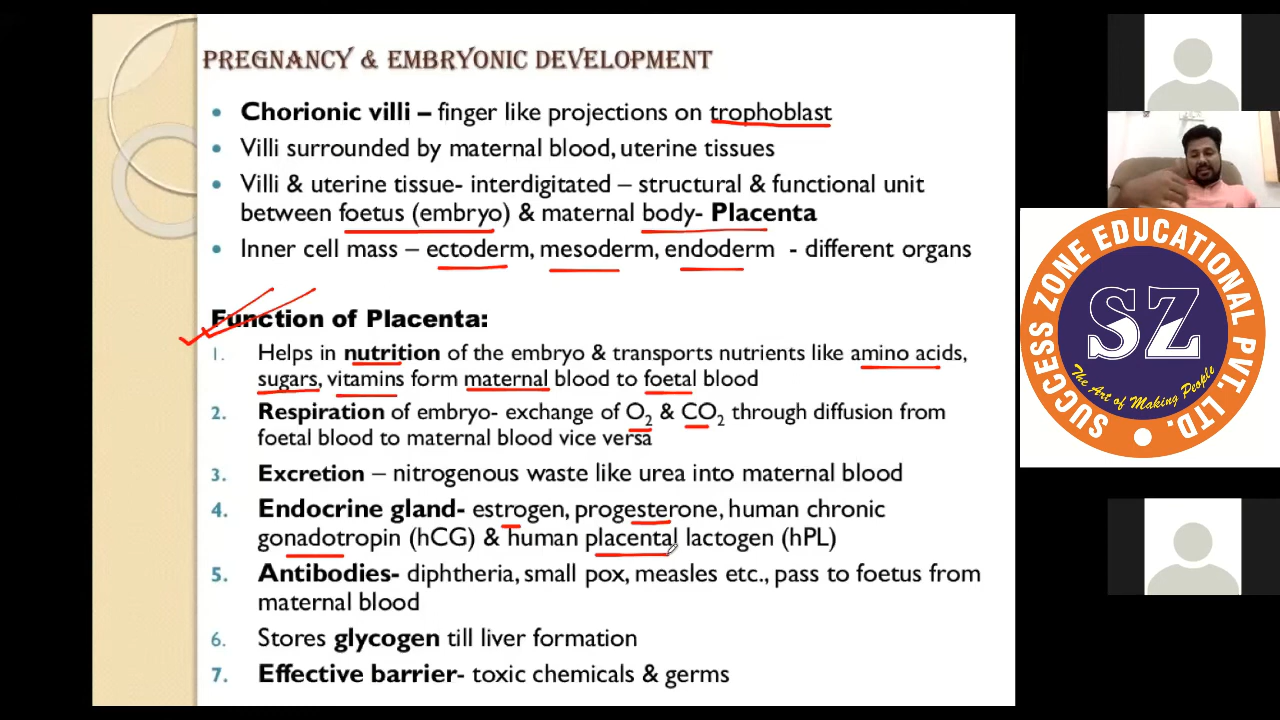 PREGNANCY & EMBRYONIC DEVELOPMENT
• Chorionic villi – finger like projections on trophoblast
• Villi surrounded by maternal blood, uterine tissues
• Villi & uterine tissue- interdigitated – structural & functional unit
between foetus (embryo) & maternal body- Placenta
• Inner cell mass – ectoderm, mesoderm, endoderm - different organs
Function of Placenta:
1. Helps in nutrition of the embryo & transports nutrients like amino acids,
sugars, vitamins form maternal blood to foetal blood
2. Respiration of embryo- exchange of O2 & CO2 through diffusion from
foetal blood to maternal blood vice versa
3. Excretion – nitrogenous waste like urea into maternal blood
4. Endocrine gland- estrogen, progesterone, human chronic
gonadotropin (hCG) & human placental lactogen (hPL)
5. Antibodies- diphtheria, small pox, measles etc., pass to foetus from
maternal blood
6. Stores glycogen till liver formation
7. Effective barrier- toxic chemicals & germs
SUCCESS ZONE EDUCATIONAL PVT. LTD.
SZ
The Art of Making People